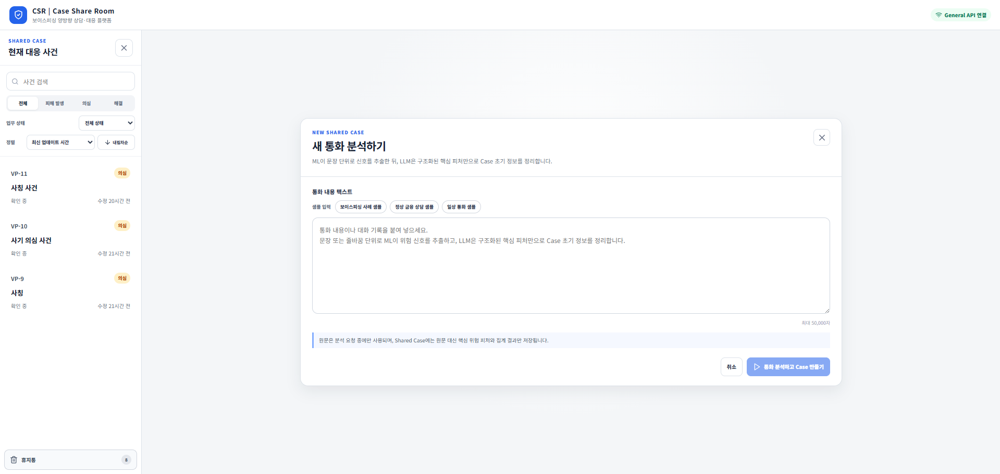 CSR | Case Share Room
보이스피싱 양방향 상담·대응 플랫폼
General API 연결
SHARED CASE
현재 대응 사건
사건 검색
전체 피해 발생 의심 해결
업무 상태 전체 상태
정렬 최신 업데이트 시간 내림차순
VP-11 의심
사칭 사건
확인 중 수정 20시간 전
VP-10 의심
사기 의심 사건
확인 중 수정 21시간 전
VP-9 의심
사칭
확인 중 수정 21시간 전
휴지통 8
NEW SHARED CASE
새 통화 분석하기
ML이 문장 단위로 신호를 추출한 뒤, LLM은 구조화된 핵심 피처만으로 Case 초기 정보를 정리합니다.
통화 내용 텍스트
샘플 입력 보이스피싱 사례 샘플 정상 금융 상담 샘플 일상 통화 샘플
통화 내용이나 대화 기록을 붙여 넣으세요.
문장 또는 줄바꿈 단위로 ML이 위험 신호를 추출하고, LLM은 구조화된 핵심 피처만으로 Case 초기 정보를 정리합니다.
최대 50,000자
원문은 분석 요청 중에만 사용되며, Shared Case에는 원문 대신 핵심 위험 피처와 집계 결과만 저장됩니다.
취소 통화 분석하고 Case 만들기